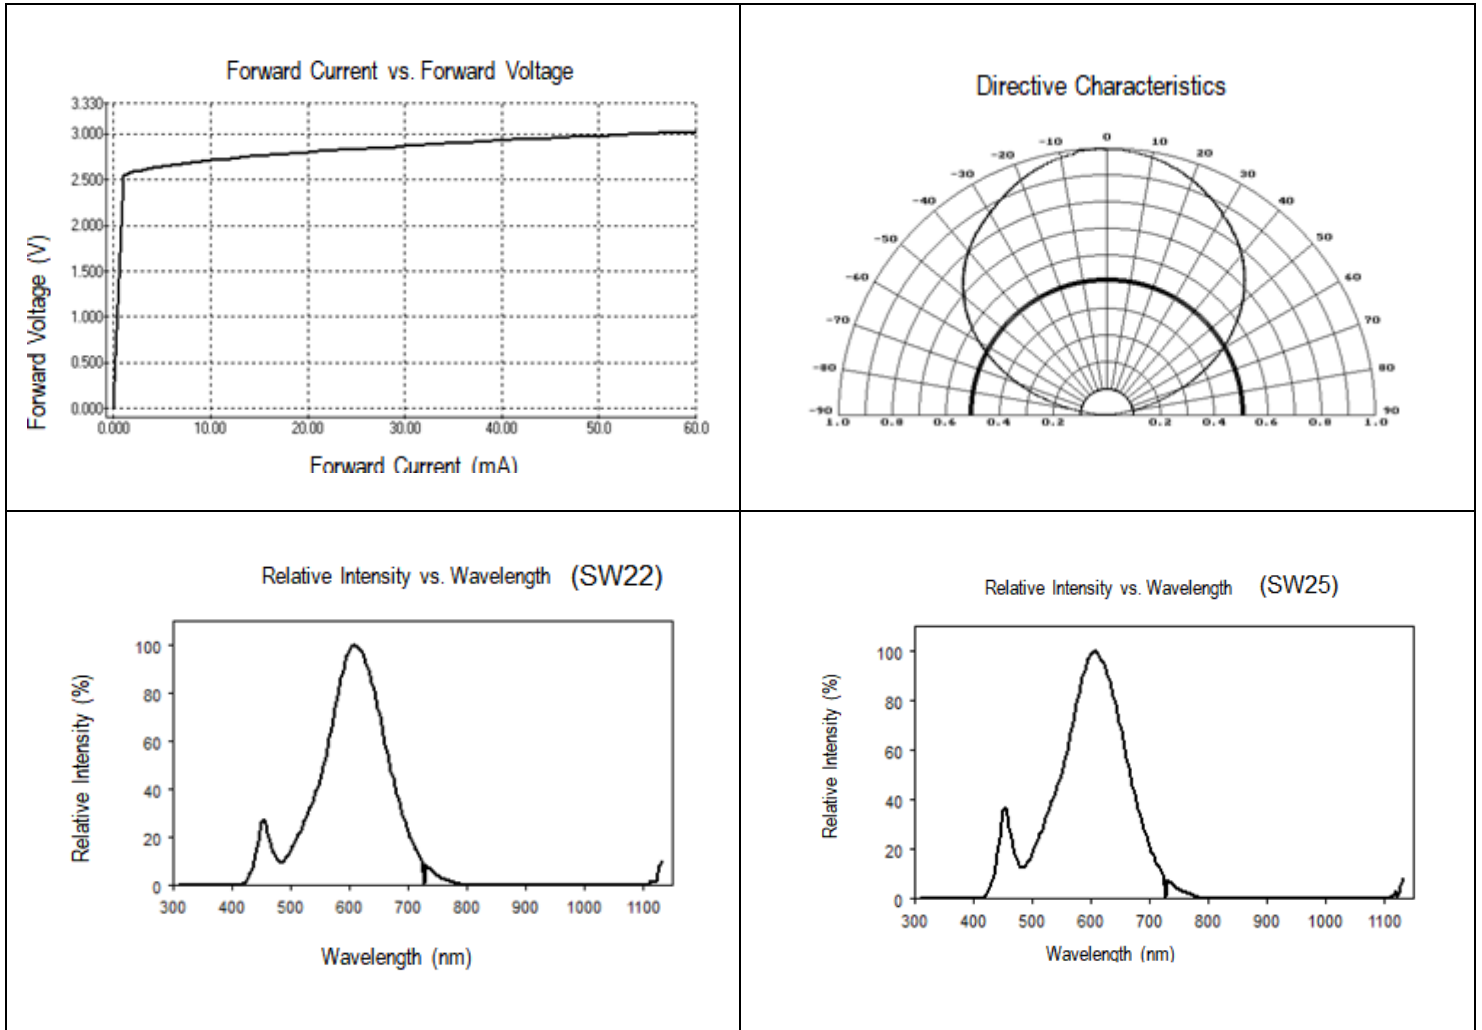 Forward Current vs. Forward Voltage
3.330
3.000
2.500
2.000
1.500
1.000
0.500
0.000
0.000 10.00 20.00 30.00 40.00 50.0 60.0
Forward Voltage (V)
Forward Current (mA)
Directive Characteristics
-90 -80 -70 -60 -50 -40 -30 -20 -10 0 10 20 30 40 50 60 70 80 90
1.0 0.8 0.6 0.4 0.2 0.2 0.4 0.6 0.8 1.0
Relative Intensity vs. Wavelength (SW22)
100
80
60
40
20
0
300 400 500 600 700 800 900 1000 1100
Relative Intensity (%)
Wavelength (nm)
Relative Intensity vs. Wavelength (SW25)
100
80
60
40
20
0
300 400 500 600 700 800 900 1000 1100
Relative Intensity (%)
Wavelength (nm)